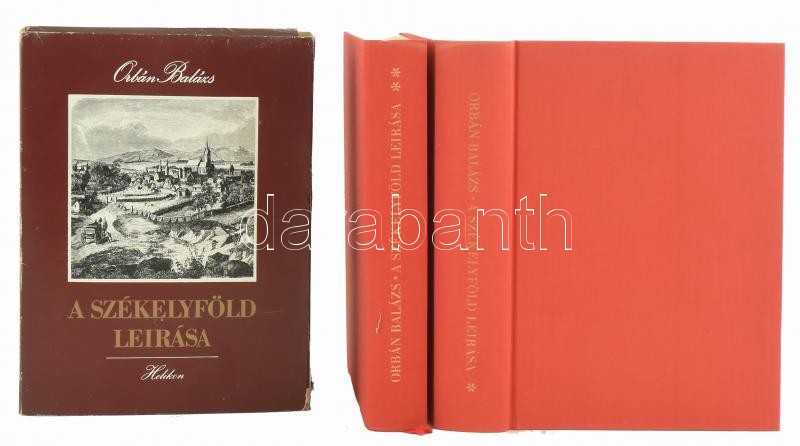 Orbán Balázs
A SZÉKELYFÖLD
LEIRÁSA
Helikon
ORBÁN BALÁZS • A SZÉKELYFÖLD LEIRÁSA **
ORBÁN BALÁZS • A SZÉKELYFÖLD LEIRÁSA *
darabanth